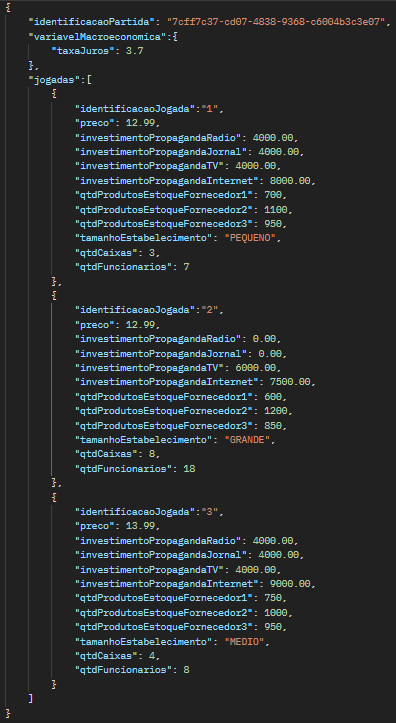 {
"identificacaoPartida": "7cff7c37-cd07-4838-9368-c6004b3c3e07",
"variavelMacroeconomica":{
"taxaJuros": 3.7
},
"jogadas":[
{
"identificacaoJogada":"1",
"preco": 12.99,
"investimentoPropagandaRadio": 4000.00,
"investimentoPropagandaJornal": 4000.00,
"investimentoPropagandaTV": 4000.00,
"investimentoPropagandaInternet": 8000.00,
"qtdProdutosEstoqueFornecedor1": 700,
"qtdProdutosEstoqueFornecedor2": 1100,
"qtdProdutosEstoqueFornecedor3": 950,
"tamanhoEstabelecimento": "PEQUENO",
"qtdCaixas": 3,
"qtdFuncionarios": 7
},
{
"identificacaoJogada":"2",
"preco": 12.99,
"investimentoPropagandaRadio": 0.00,
"investimentoPropagandaJornal": 0.00,
"investimentoPropagandaTV": 6000.00,
"investimentoPropagandaInternet": 7500.00,
"qtdProdutosEstoqueFornecedor1": 600,
"qtdProdutosEstoqueFornecedor2": 1200,
"qtdProdutosEstoqueFornecedor3": 850,
"tamanhoEstabelecimento": "GRANDE",
"qtdCaixas": 8,
"qtdFuncionarios": 18
},
{
"identificacaoJogada":"3",
"preco": 13.99,
"investimentoPropagandaRadio": 4000.00,
"investimentoPropagandaJornal": 4000.00,
"investimentoPropagandaTV": 4000.00,
"investimentoPropagandaInternet": 9000.00,
"qtdProdutosEstoqueFornecedor1": 750,
"qtdProdutosEstoqueFornecedor2": 1000,
"qtdProdutosEstoqueFornecedor3": 950,
"tamanhoEstabelecimento": "MEDIO",
"qtdCaixas": 4,
"qtdFuncionarios": 8
}
]
}